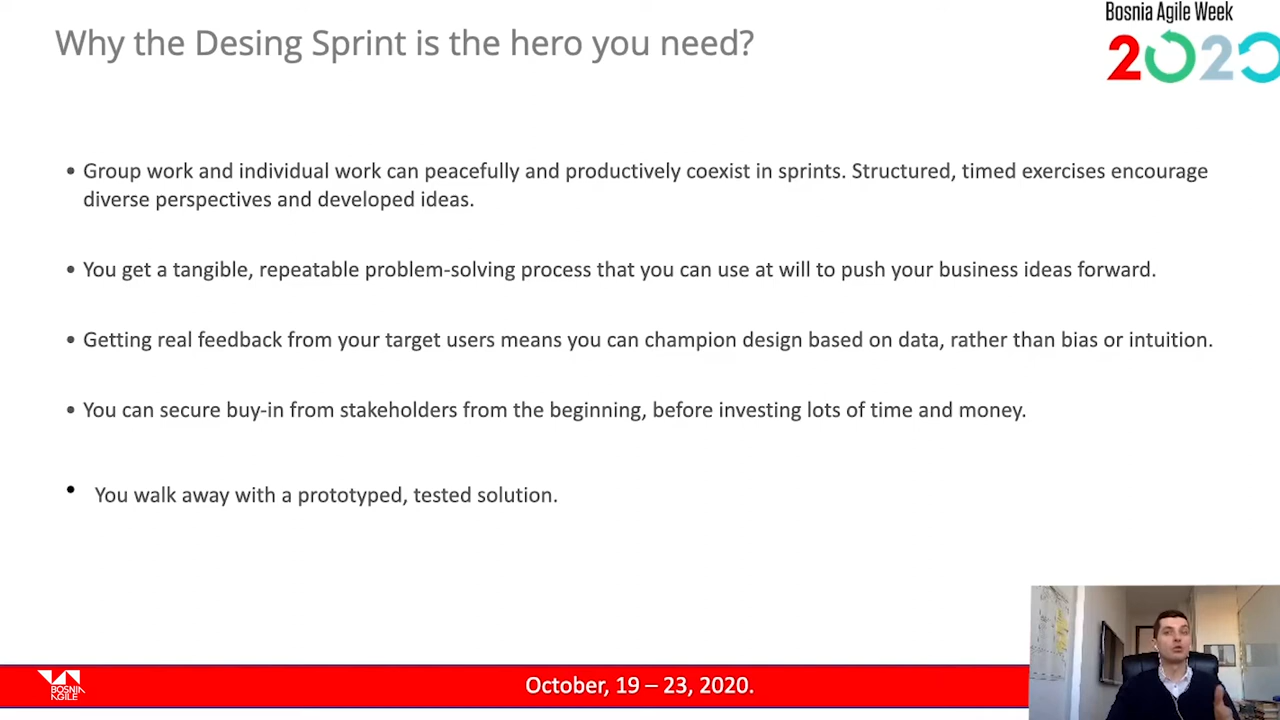 Why the Desing Sprint is the hero you need?
Bosnia Agile Week
2020
• Group work and individual work can peacefully and productively coexist in sprints. Structured, timed exercises encourage
diverse perspectives and developed ideas.
• You get a tangible, repeatable problem-solving process that you can use at will to push your business ideas forward.
• Getting real feedback from your target users means you can champion design based on data, rather than bias or intuition.
• You can secure buy-in from stakeholders from the beginning, before investing lots of time and money.
• You walk away with a prototyped, tested solution.
BOSNIA
AGILE
October, 19 – 23, 2020.